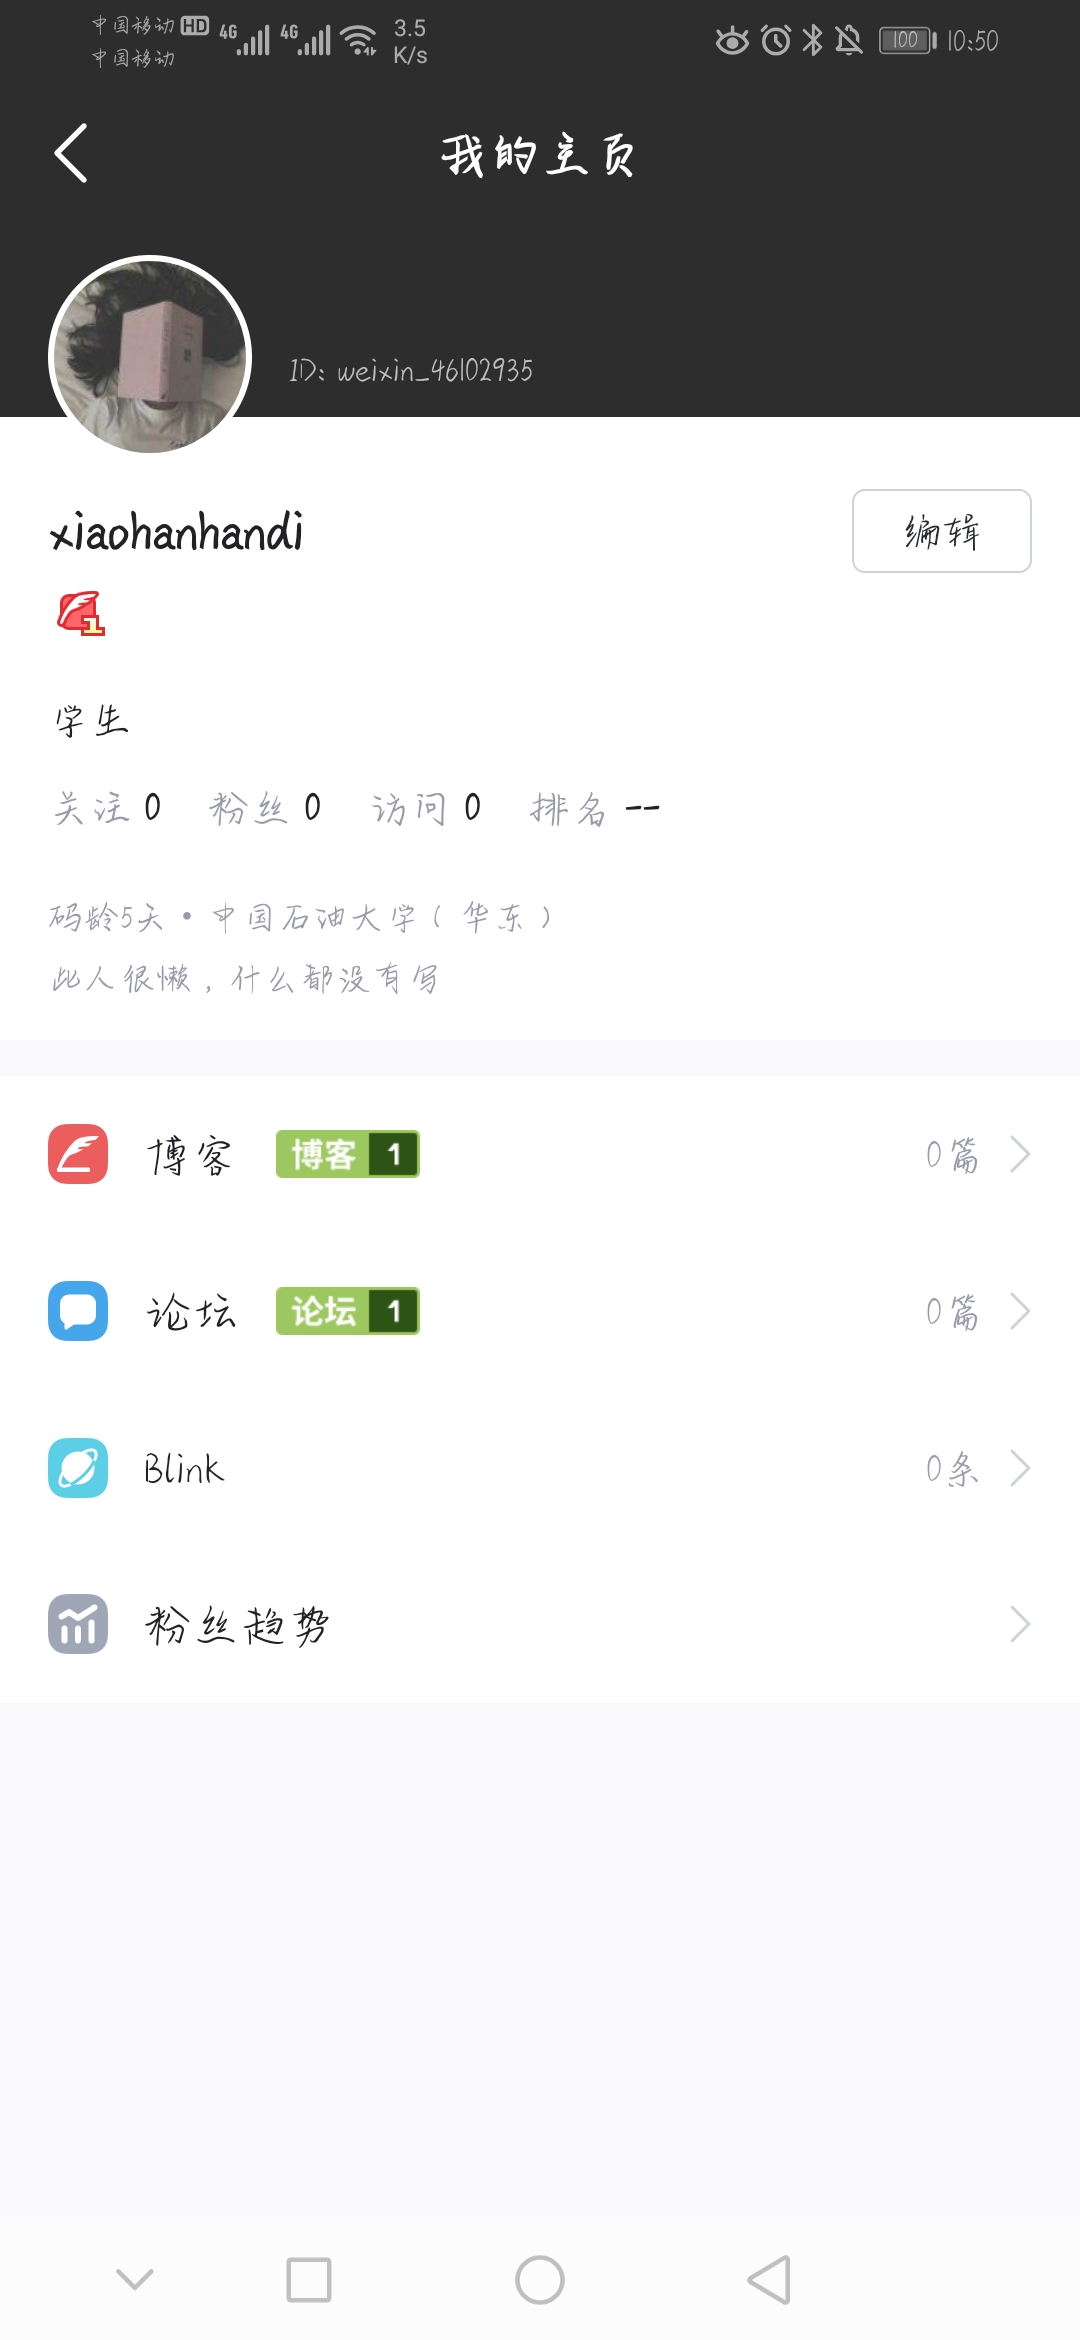 中国移动 HD 4G 4G 3.5 K/s 100 10:50
中国移动
我的主页
ID: weixin_46102935
xiaohanhandi 编辑
1
学生
关注 0 粉丝 0 访问 0 排名 --
码龄5天 • 中国石油大学（华东）
此人很懒，什么都没有写
博客 博客 1 0篇
论坛 论坛 1 0篇
Blink 0条
粉丝趋势